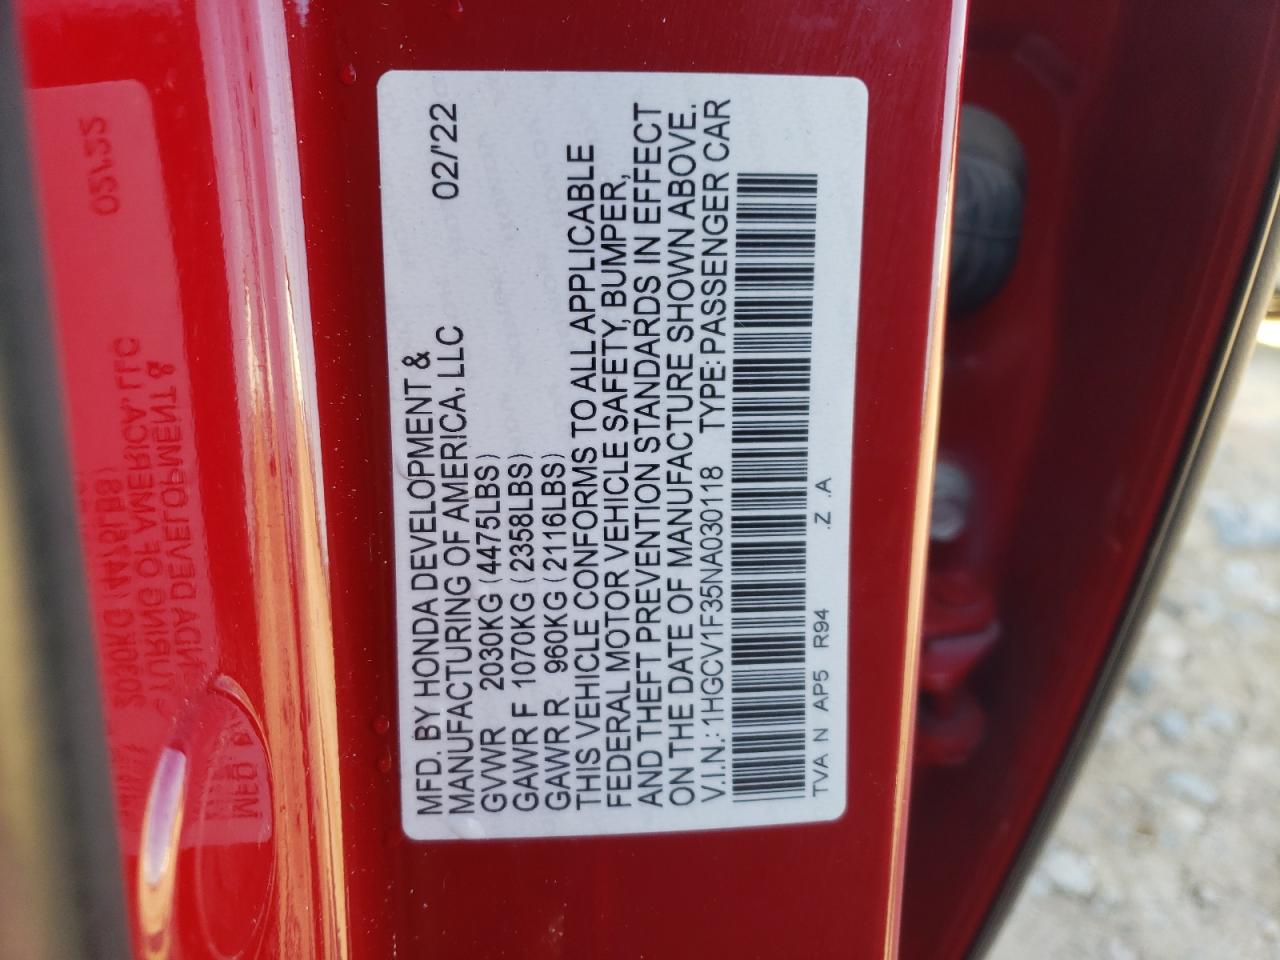 MFD. BY HONDA DEVELOPMENT &
MANUFACTURING OF AMERICA, LLC 02/'22
GVWR 2030KG (4475LBS)
GAWR F 1070KG (2358LBS)
GAWR R 960KG (2116LBS)
THIS VEHICLE CONFORMS TO ALL APPLICABLE
FEDERAL MOTOR VEHICLE SAFETY, BUMPER,
AND THEFT PREVENTION STANDARDS IN EFFECT
ON THE DATE OF MANUFACTURE SHOWN ABOVE.
V.I.N.: 1HGCV1F35NA030118 TYPE: PASSENGER CAR
TVA N AP5 R94 .Z .A